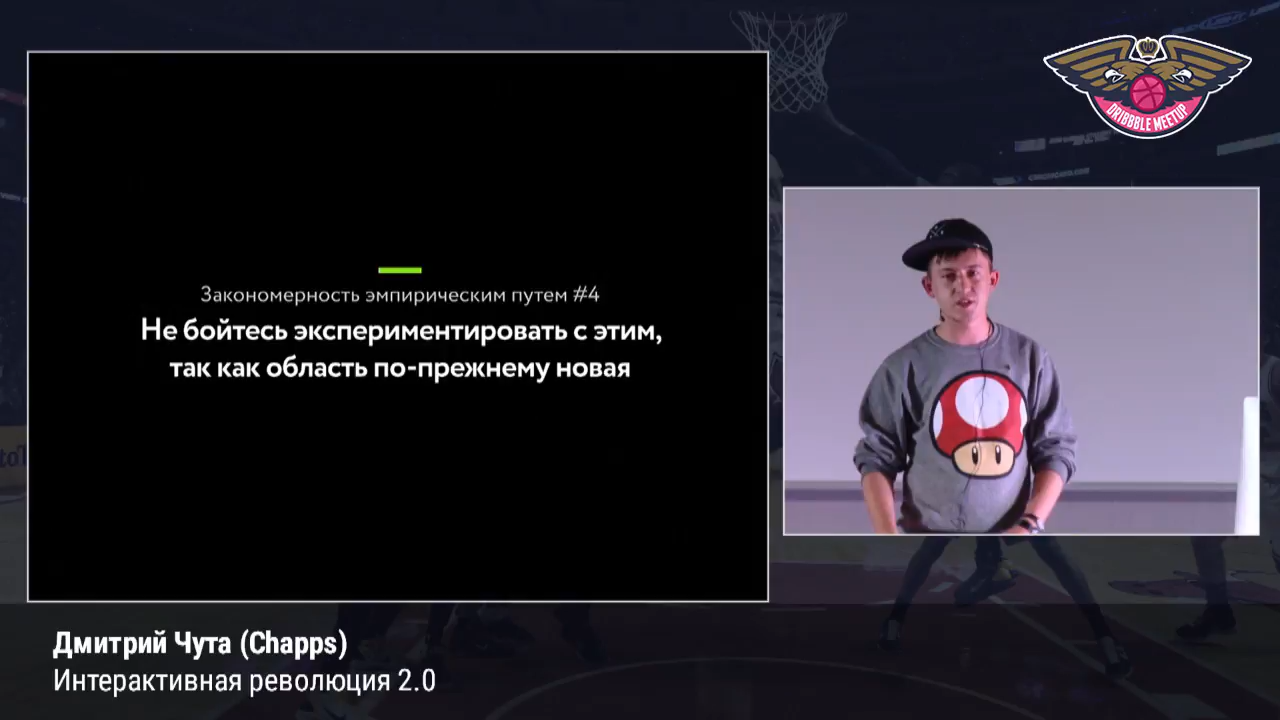 DRIBBBLE MEETUP
Закономерность эмпирическим путем #4
Не бойтесь экспериментировать с этим,
так как область по-прежнему новая
Дмитрий Чута (Chapps)
Интерактивная революция 2.0